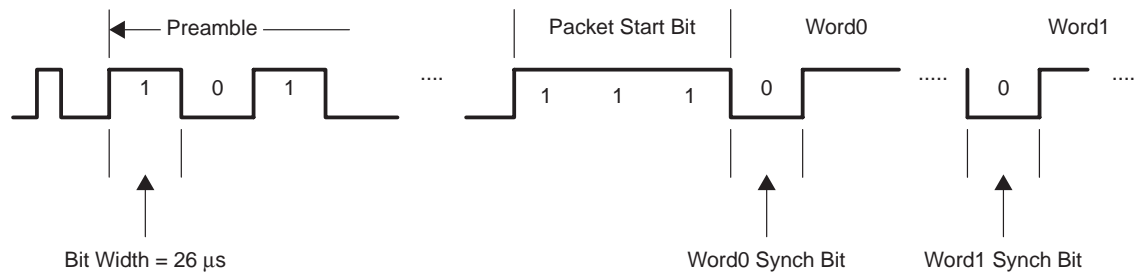 Preamble
Packet Start Bit
Word0
Word1
1 0 1 .... 1 1 1 0 ..... 0 ....
Bit Width = 26 μs
Word0 Synch Bit
Word1 Synch Bit